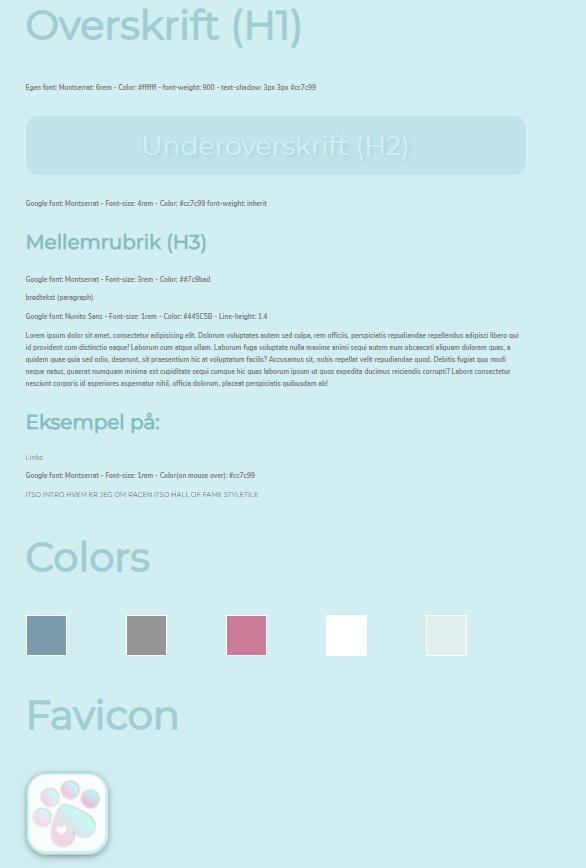 Overskrift (H1)
Egen font: Montserrat: 6rem - Color: #ffffff - font-weight: 900 - text-shadow: 3px 3px #cc7c99
Underoverskrift (H2)
Google font: Montserrat - Font-size: 4rem - Color: #cc7c99 font-weight: inherit
Mellemrubrik (H3)
Google font: Montserrat - Font-size: 3rem - Color: ##7c9bad
brødtekst (paragraph)
Google font: Nunito Sans - Font-size: 1rem - Color: #445C5B - Line-height: 1.4
Lorem ipsum dolor sit amet, consectetur adipisicing elit. Dolorum voluptates autem sed culpa, rem officiis, perspiciatis repudiandae repellendus adipisci libero qui
id provident cum distinctio eaque! Laborum cum atque ullam. Laborum fuga voluptate nulla maxime animi sequi autem eum obcaecati aliquam dolorem quas, a
quidem quae quia sed odio, deserunt, sit praesentium hic at voluptatum facilis? Accusamus sit, nobis repellat velit repudiandae quod. Debitis fugiat quo modi
neque natus, quaerat numquam minima est cupiditate sequi cumque hic quas laborum ipsum ut quos expedita ducimus reiciendis corrupti? Labore consectetur
nesciunt corporis id asperiores aspernatur nihil, officia dolorum, placeat perspiciatis quibusdam ab!
Eksempel på:
Links
Google font: Montserrat - Font-size: 1rem - Color(on mouse over): #cc7c99
ITSO INTRO HVEM ER JEG OM RACEN ITSO HALL OF FAME STYLETILE
Colors
Favicon